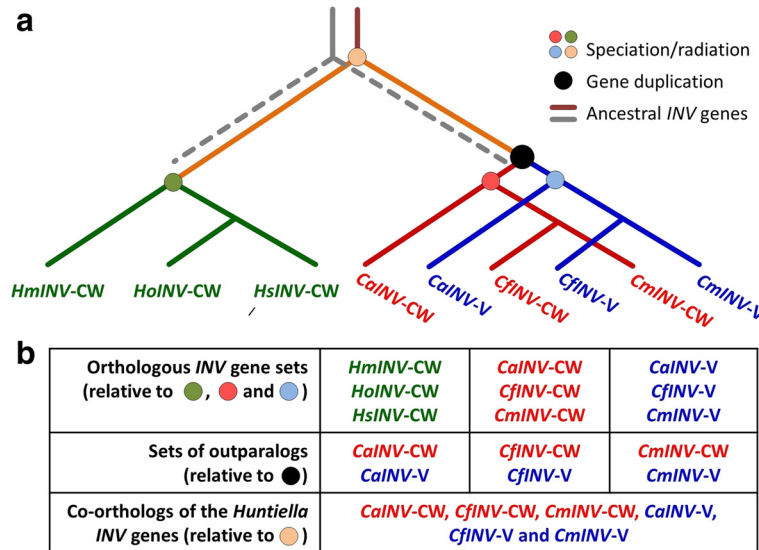 a
Speciation/radiation
Gene duplication
Ancestral INV genes
HmINV-CW HoINV-CW HsINV-CW CaINV-CW CaINV-V CfINV-CW CfINV-V CmINV-CW CmINV-V
b
Orthologous INV gene sets
(relative to , and )
HmINV-CW
HoINV-CW
HsINV-CW
CaINV-CW
CfINV-CW
CmINV-CW
CaINV-V
CfINV-V
CmINV-V
Sets of outparalogs
(relative to )
CaINV-CW
CaINV-V
CfINV-CW
CfINV-V
CmINV-CW
CmINV-V
Co-orthologs of the Huntiella
INV genes (relative to )
CaINV-CW, CfINV-CW, CmINV-CW, CaINV-V,
CfINV-V and CmINV-V